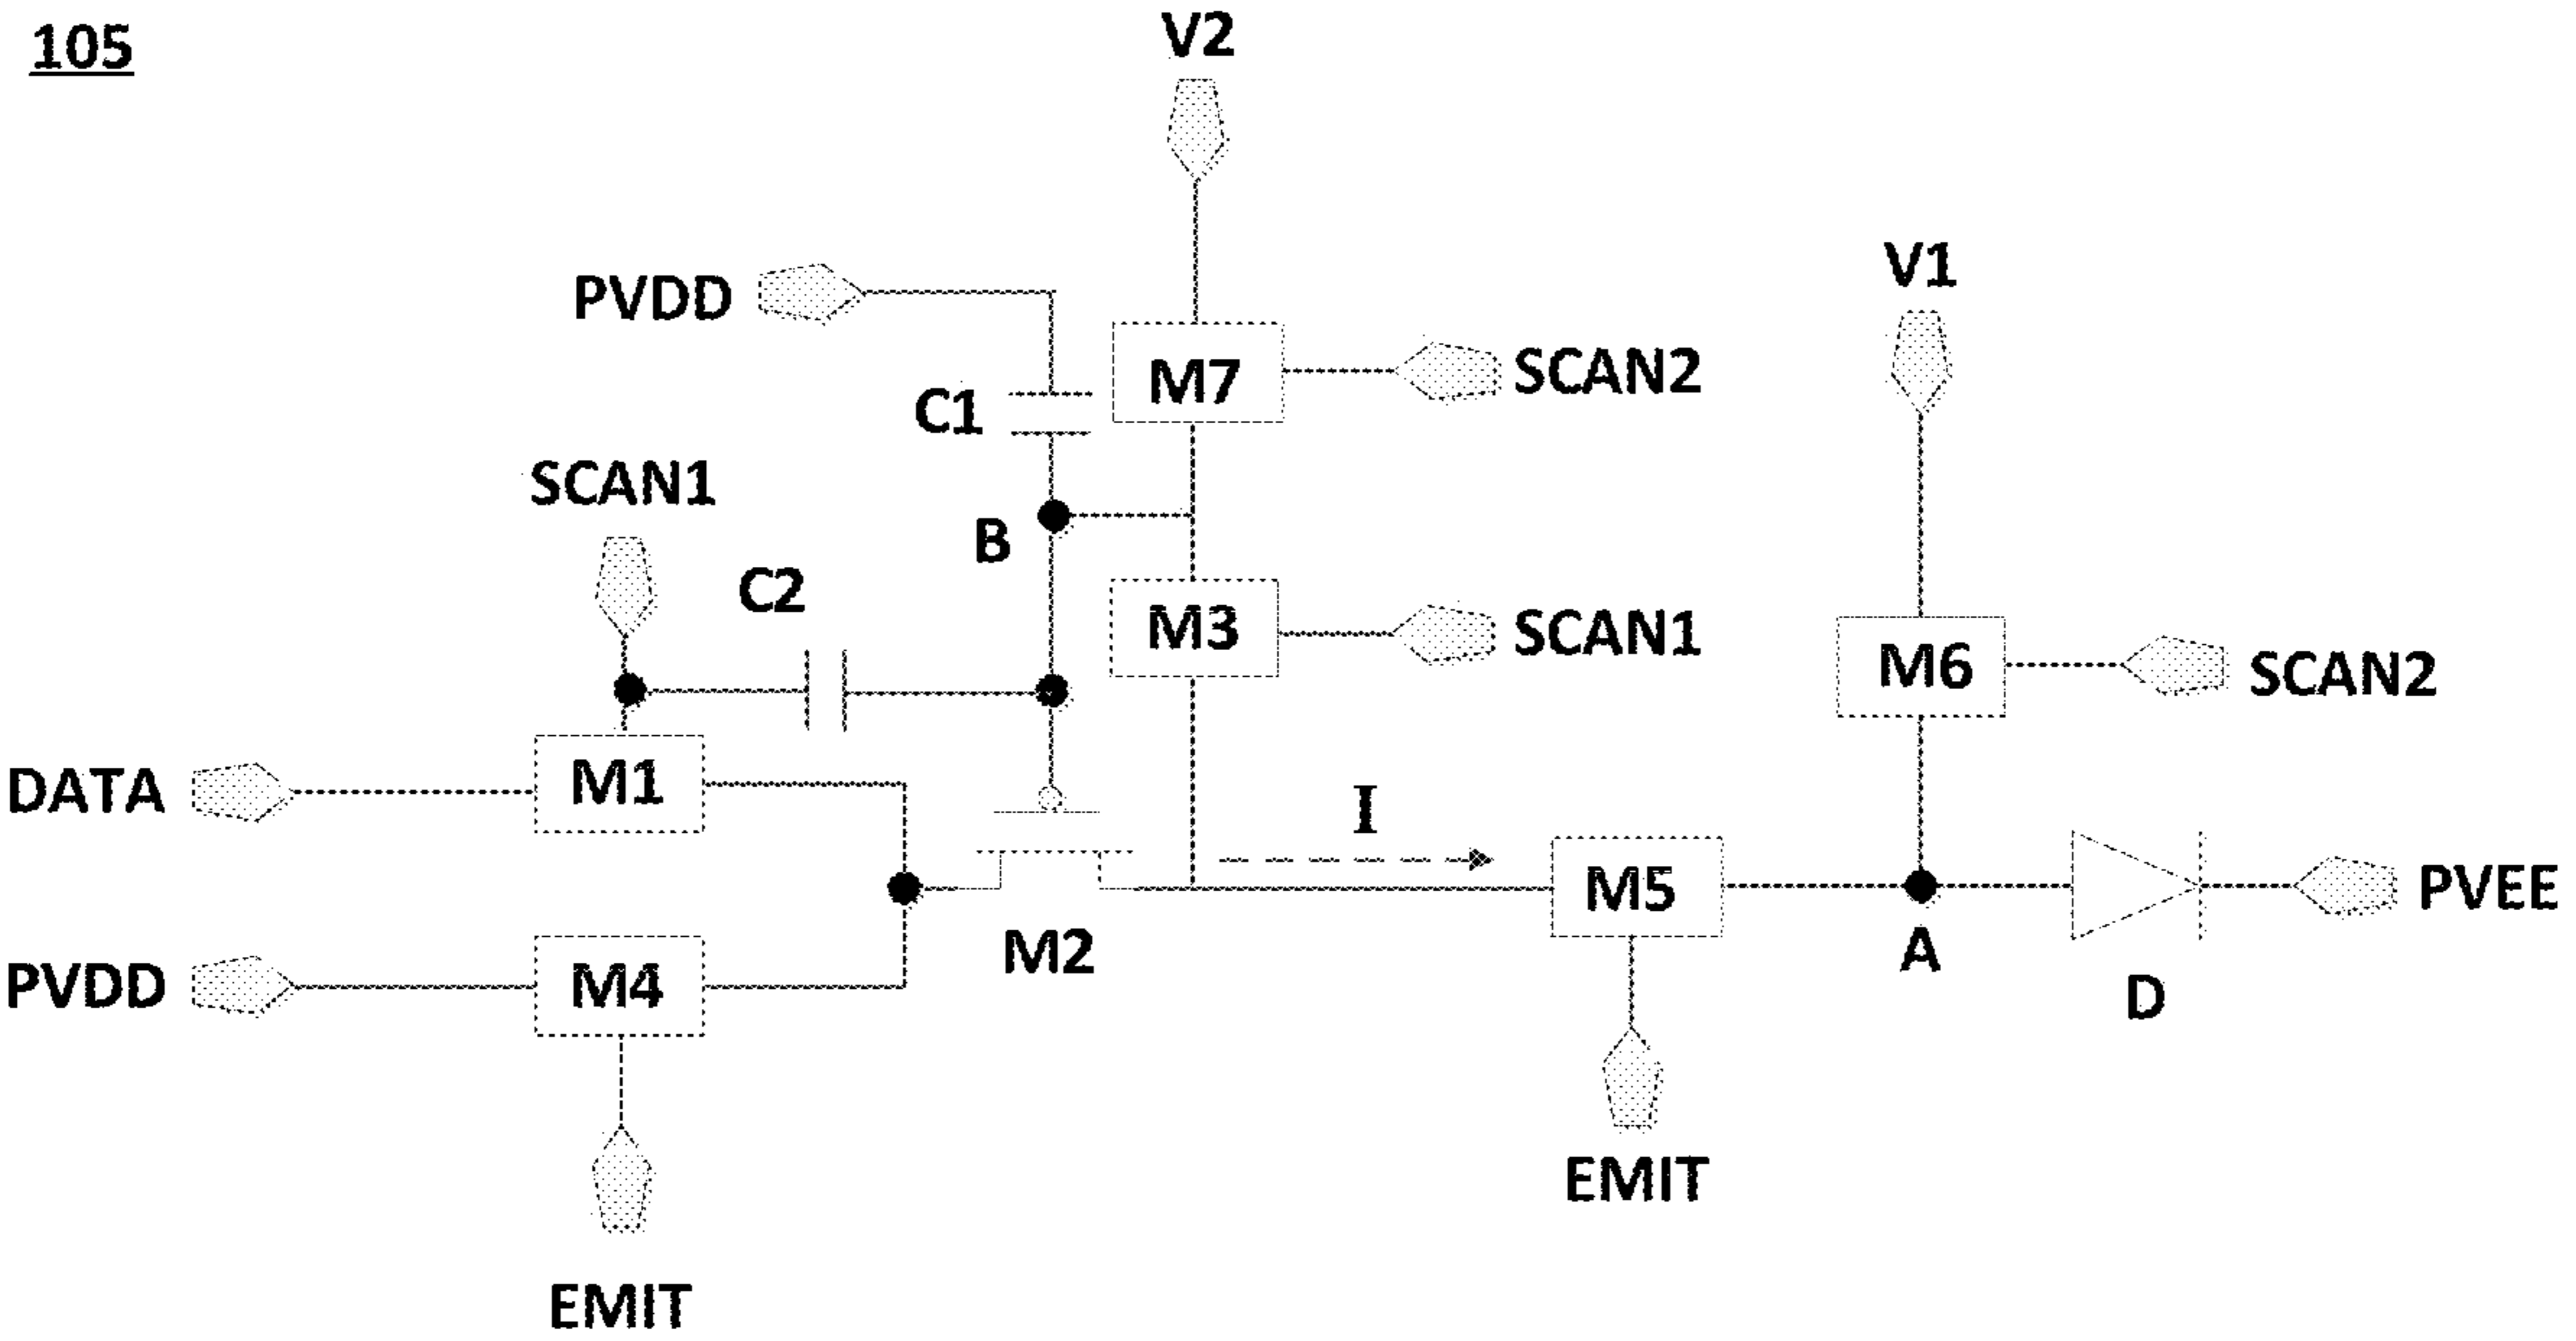 105
V2
V1
PVDD
M7
SCAN2
C1
SCAN1
B
C2
M3
SCAN1
M6
SCAN2
DATA
M1
I
M5
PVEE
M2
A
PVDD
M4
D
EMIT
EMIT